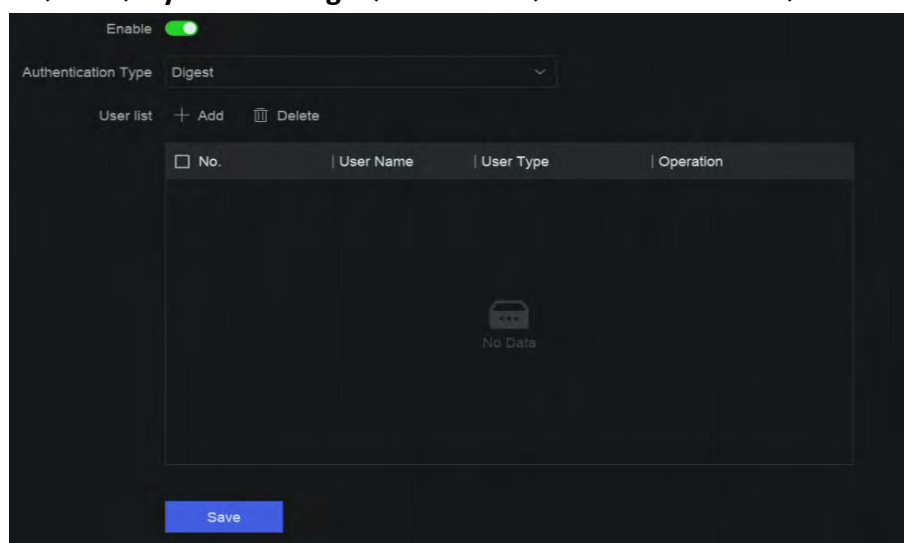 Enable
Authentication Type Digest
User list + Add Delete
No. | User Name | User Type | Operation
No Data
Save